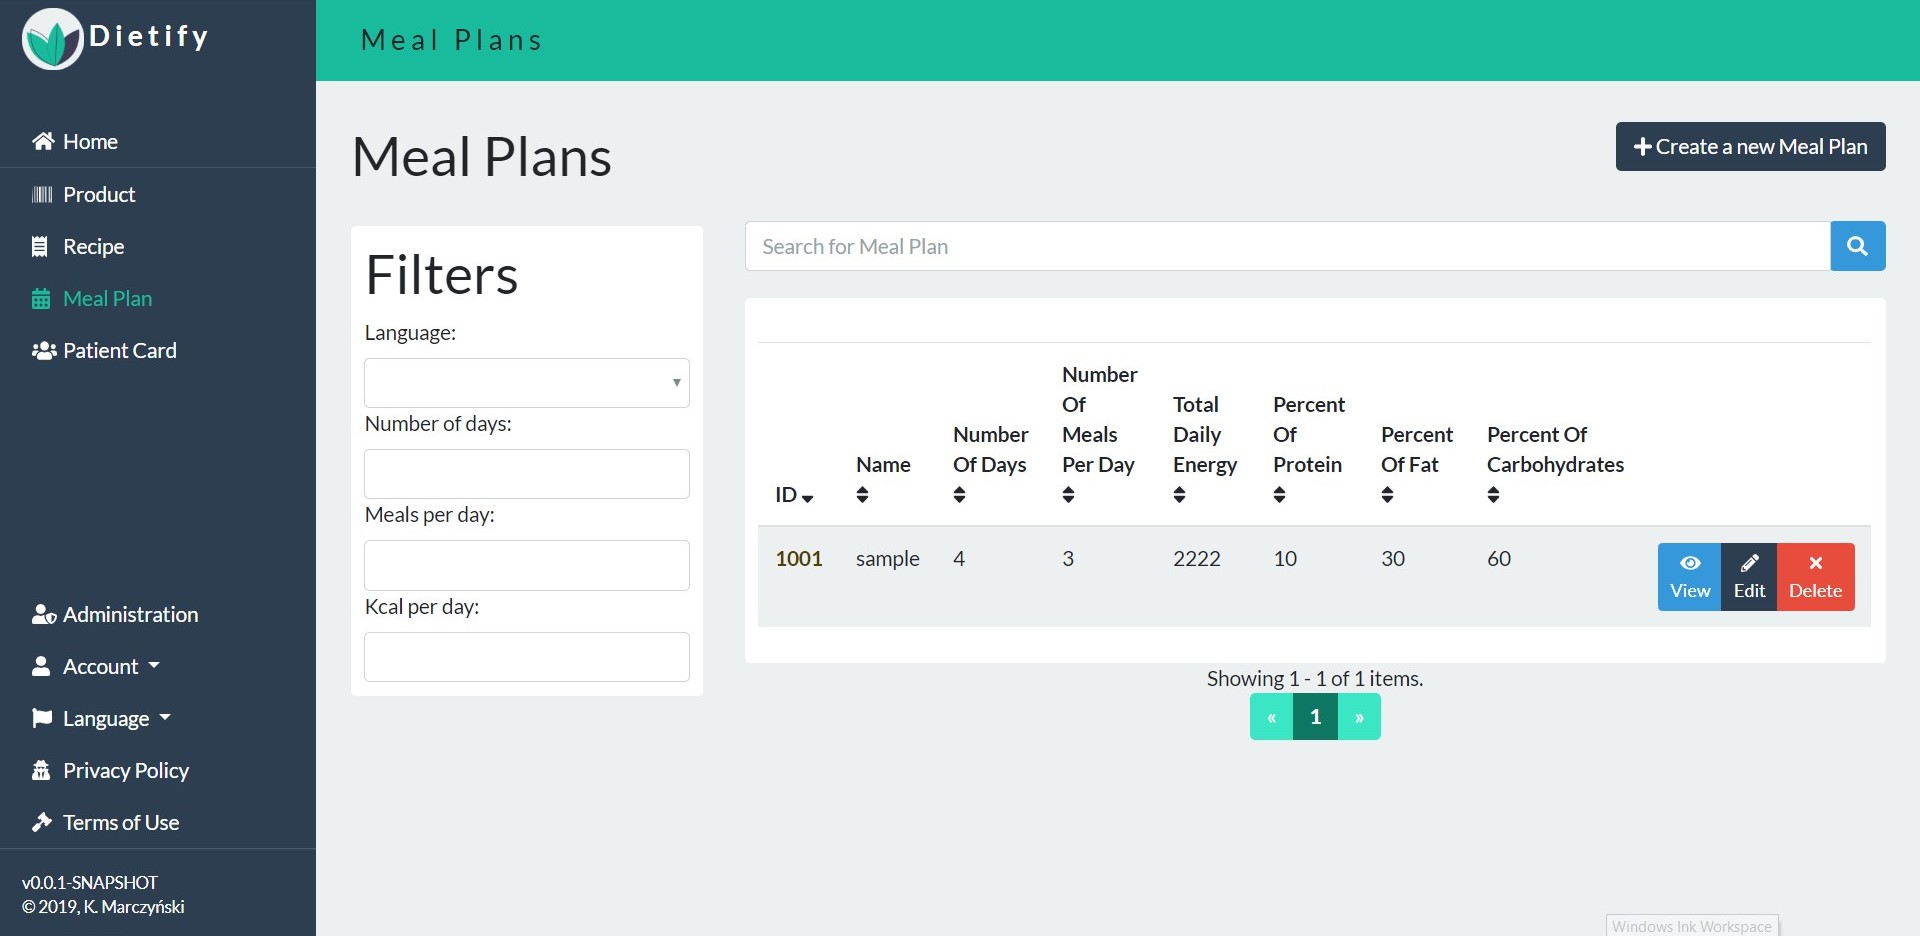 Dietify
Home
Product
Recipe
Meal Plan
Patient Card
Administration
Account
Language
Privacy Policy
Terms of Use
v0.0.1-SNAPSHOT
© 2019, K. Marczyński
Meal Plans
Meal Plans
Create a new Meal Plan
Filters
Language:
Number of days:
Meals per day:
Kcal per day:
Search for Meal Plan
ID
Name
Number
Of Days
Number
Of
Meals
Per Day
Total
Daily
Energy
Percent
Of
Protein
Percent
Of Fat
Percent Of
Carbohydrates
1001 sample 4 3 2222 10 30 60
View Edit Delete
Showing 1 - 1 of 1 items.
« 1 »
Windows Ink Workspace